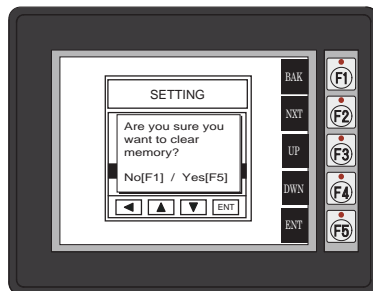 SETTING
Are you sure you
want to clear
memory?
No[F1] / Yes[F5]
ENT
BAK
NXT
UP
DWN
ENT
F1
F2
F3
F4
F5